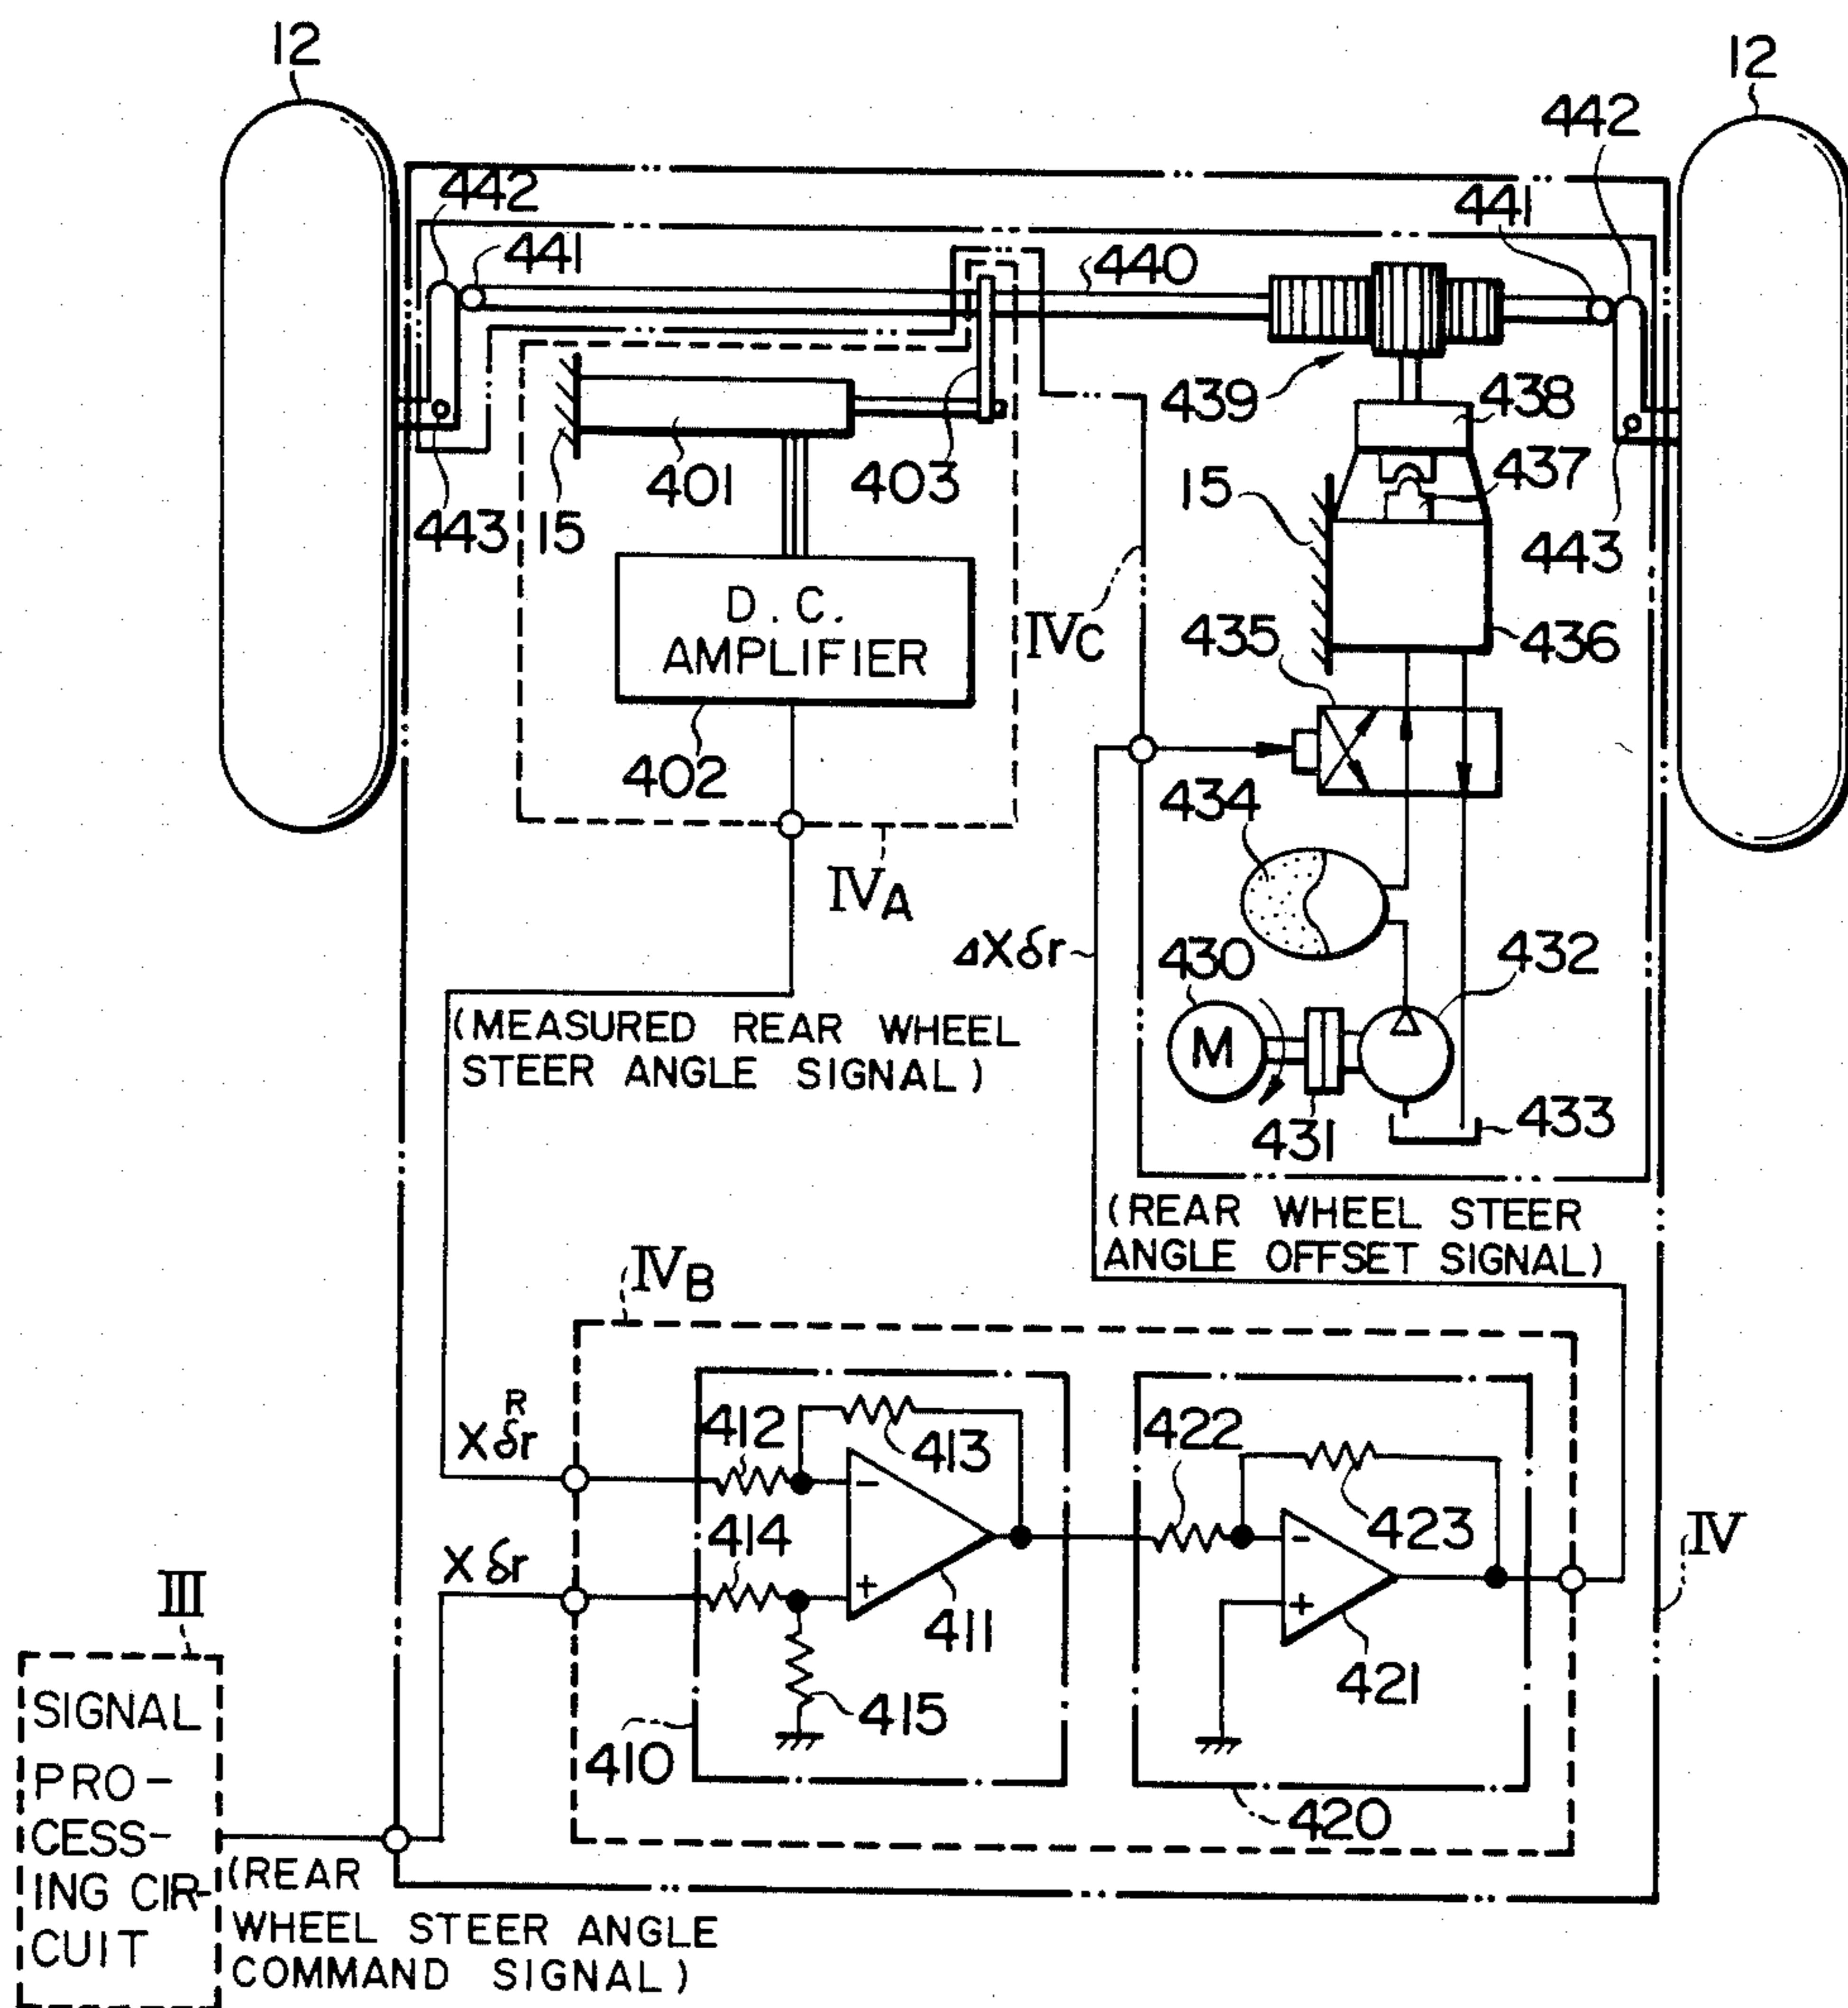 12
12
442
442
441
441
440
439
438
437
15
401
403
443
15
443
D.C.
AMPLIFIER
IVC
435
436
402
434
IVA
ΔXδr
430
432
(MEASURED REAR WHEEL
STEER ANGLE SIGNAL)
M
431
433
(REAR WHEEL STEER
ANGLE OFFSET SIGNAL)
IVB
XδrR
412
413
422
423
-
-
IV
Xδr
414
+
+
411
421
III
415
410
420
SIGNAL
PRO-
CESS-
ING CIR-
CUIT
(REAR
WHEEL STEER ANGLE
COMMAND SIGNAL)